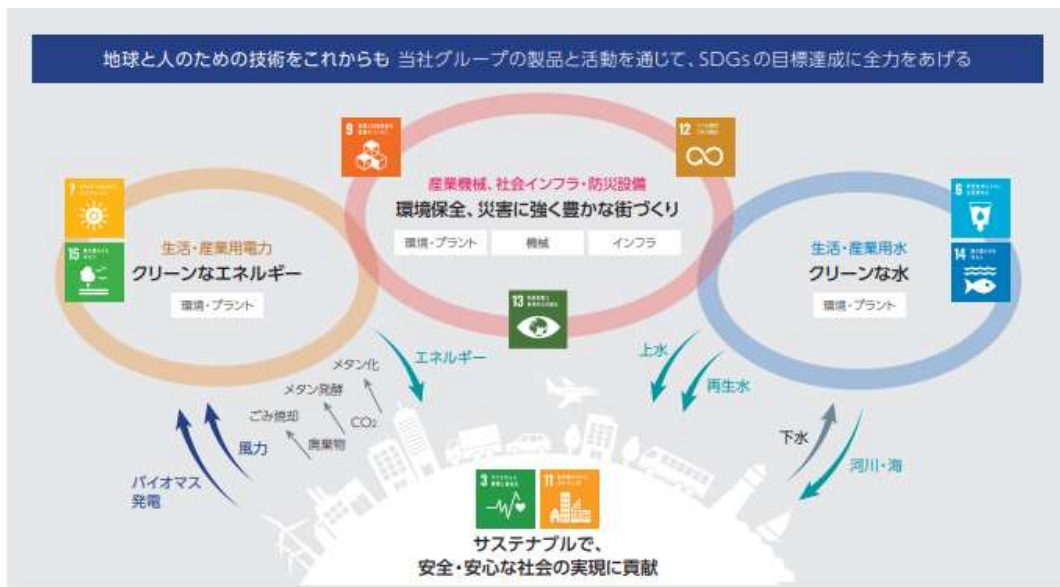 地球と人のための技術をこれからも 当社グループの製品と活動を通じて、SDGsの目標達成に全力をあげる
9
12
産業機械、社会インフラ・防災設備
環境保全、災害に強く豊かな街づくり
環境・プラント
機械
インフラ
13
7
15
生活・産業用電力
クリーンなエネルギー
環境・プラント
6
14
生活・産業用水
クリーンな水
環境・プラント
メタン化
メタン発酵
ごみ焼却
CO₂
廃棄物
風力
バイオマス
発電
エネルギー
上水
再生水
下水
河川・海
3
11
サステナブルで、
安全・安心な社会の実現に貢献